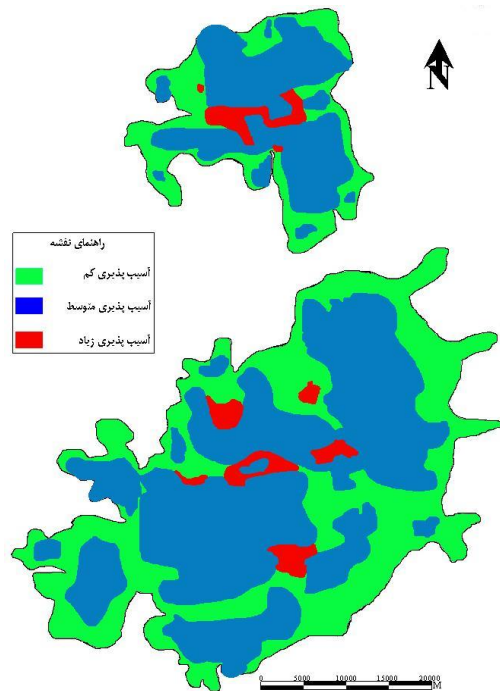 N
راهنمای نقشه
آسیب پذیری کم
آسیب پذیری متوسط
آسیب پذیری زیاد
0 5000 10000 15000 20000
M